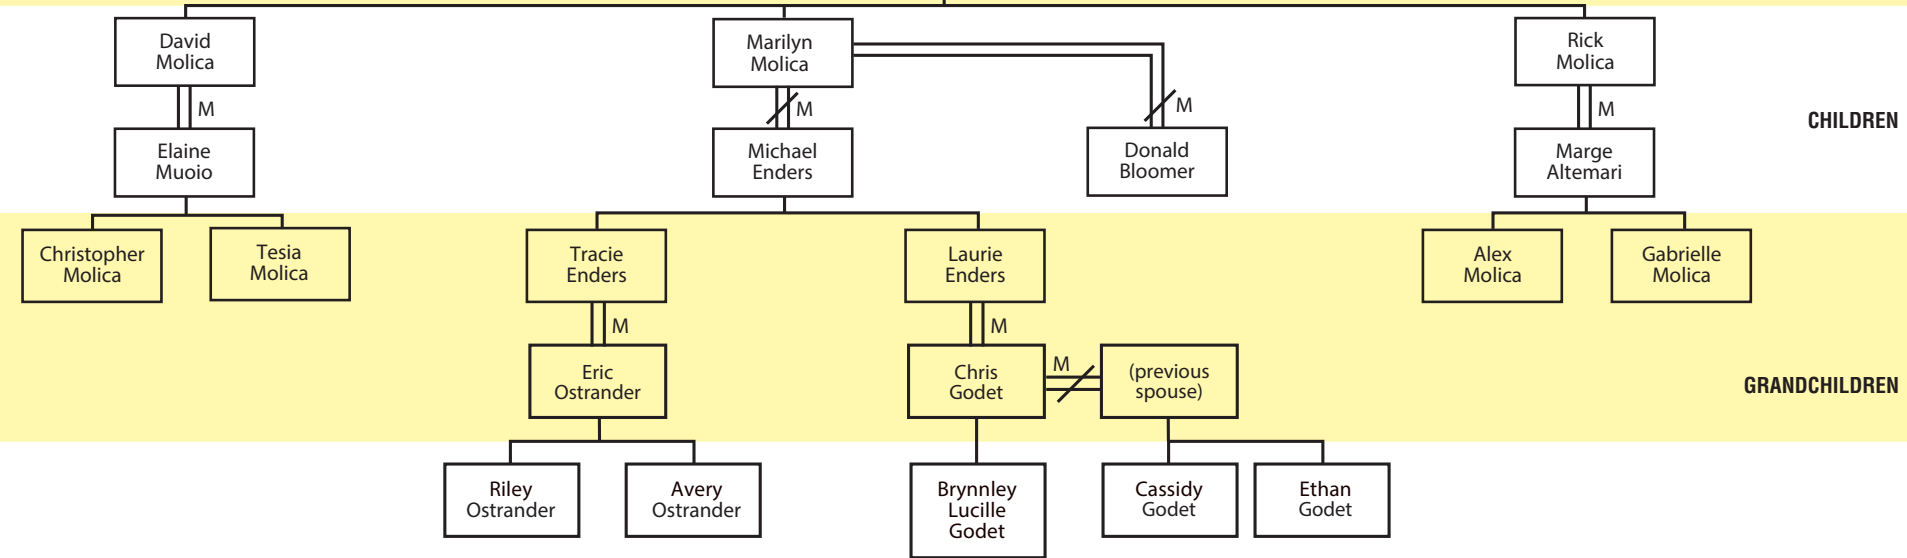 David
Molica
Marilyn
Molica
Rick
Molica
M
M
M
M
CHILDREN
Elaine
Muoio
Michael
Enders
Donald
Bloomer
Marge
Altemari
Christopher
Molica
Tesia
Molica
Tracie
Enders
Laurie
Enders
Alex
Molica
Gabrielle
Molica
M
M
Eric
Ostrander
Chris
Godet
M
(previous
spouse)
GRANDCHILDREN
Riley
Ostrander
Avery
Ostrander
Brynnley
Lucille
Godet
Cassidy
Godet
Ethan
Godet